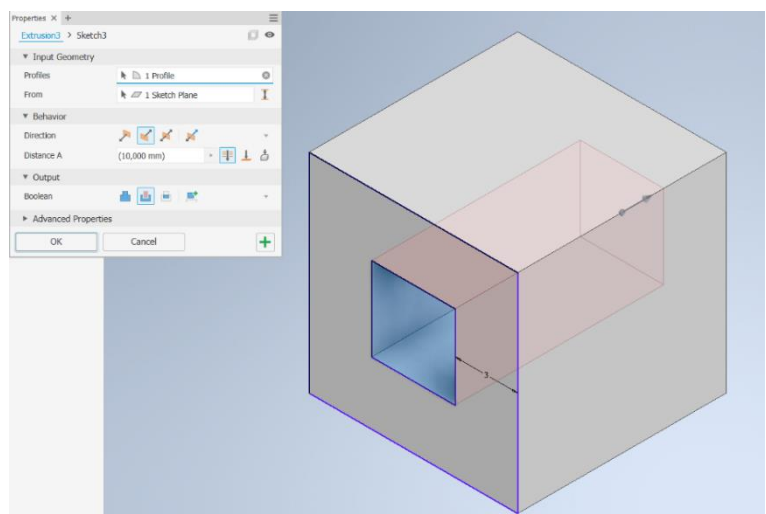 Properties × +
Extrusion3 > Sketch3
Input Geometry
Profiles 1 Profile
From 1 Sketch Plane
Behavior
Direction
Distance A (10,000 mm)
Output
Boolean
Advanced Properties
OK Cancel
3